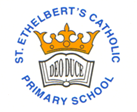 ST. ETHELBERT'S CATHOLIC
DEO DUCE
PRIMARY SCHOOL